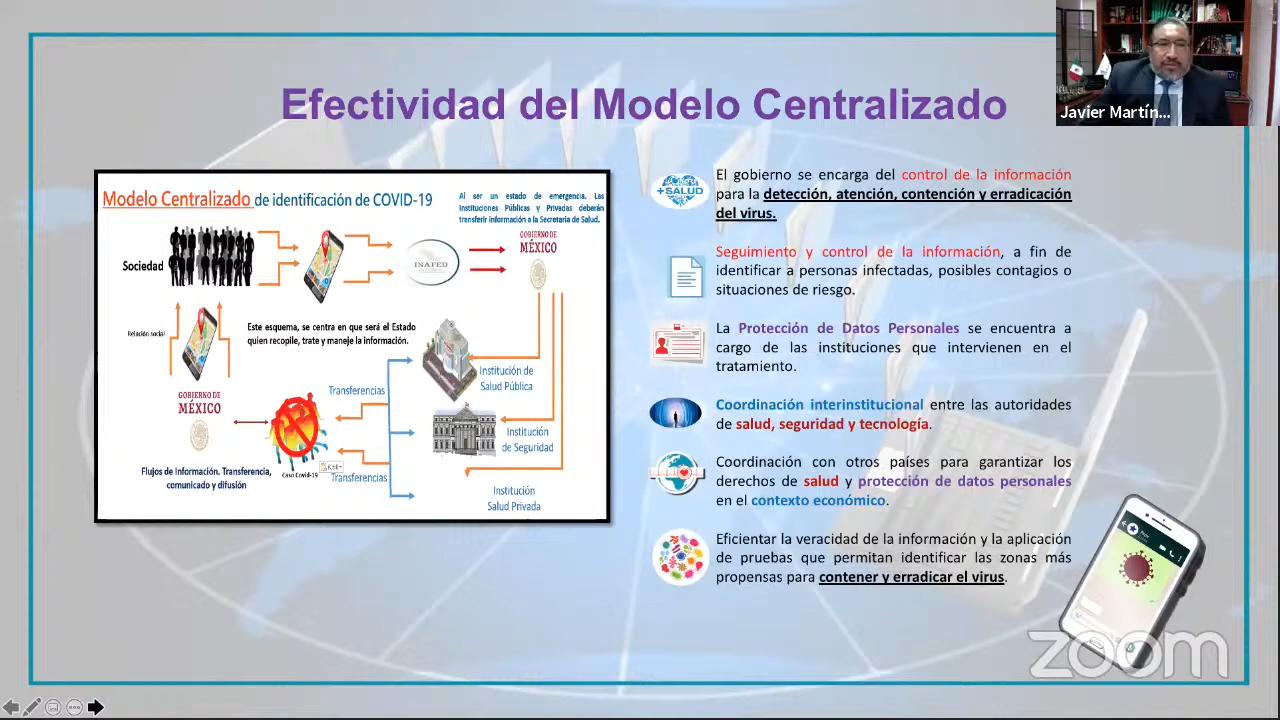 Efectividad del Modelo Centralizado
Javier Martín...
Modelo Centralizado de identificación de COVID-19
Al ser un estado de emergencia. Las
Instituciones Públicas y Privadas deberán
transferir información a la Secretaria de Salud.
Sociedad
INAFED
GOBIERNO DE
MÉXICO
Relación social
Este esquema, se centra en que será el Estado
quien recopile, trate y maneje la información.
Institución de
Salud Pública
Transferencias
GOBIERNO DE
MÉXICO
Institución
de Seguridad
Caso Covid-19
(Ctrl)
Transferencias
Flujos de Información. Transferencia,
comunicado y difusión
Institución
Salud Privada
+SALUD
El gobierno se encarga del control de la información
para la detección, atención, contención y erradicación
del virus.
Seguimiento y control de la información, a fin de
identificar a personas infectadas, posibles contagios o
situaciones de riesgo.
La Protección de Datos Personales se encuentra a
cargo de las instituciones que intervienen en el
tratamiento.
Coordinación interinstitucional entre las autoridades
de salud, seguridad y tecnología.
Coordinación con otros países para garantizar los
derechos de salud y protección de datos personales
en el contexto económico.
Eficientar la veracidad de la información y la aplicación
de pruebas que permitan identificar las zonas más
propensas para contener y erradicar el virus.
zoom